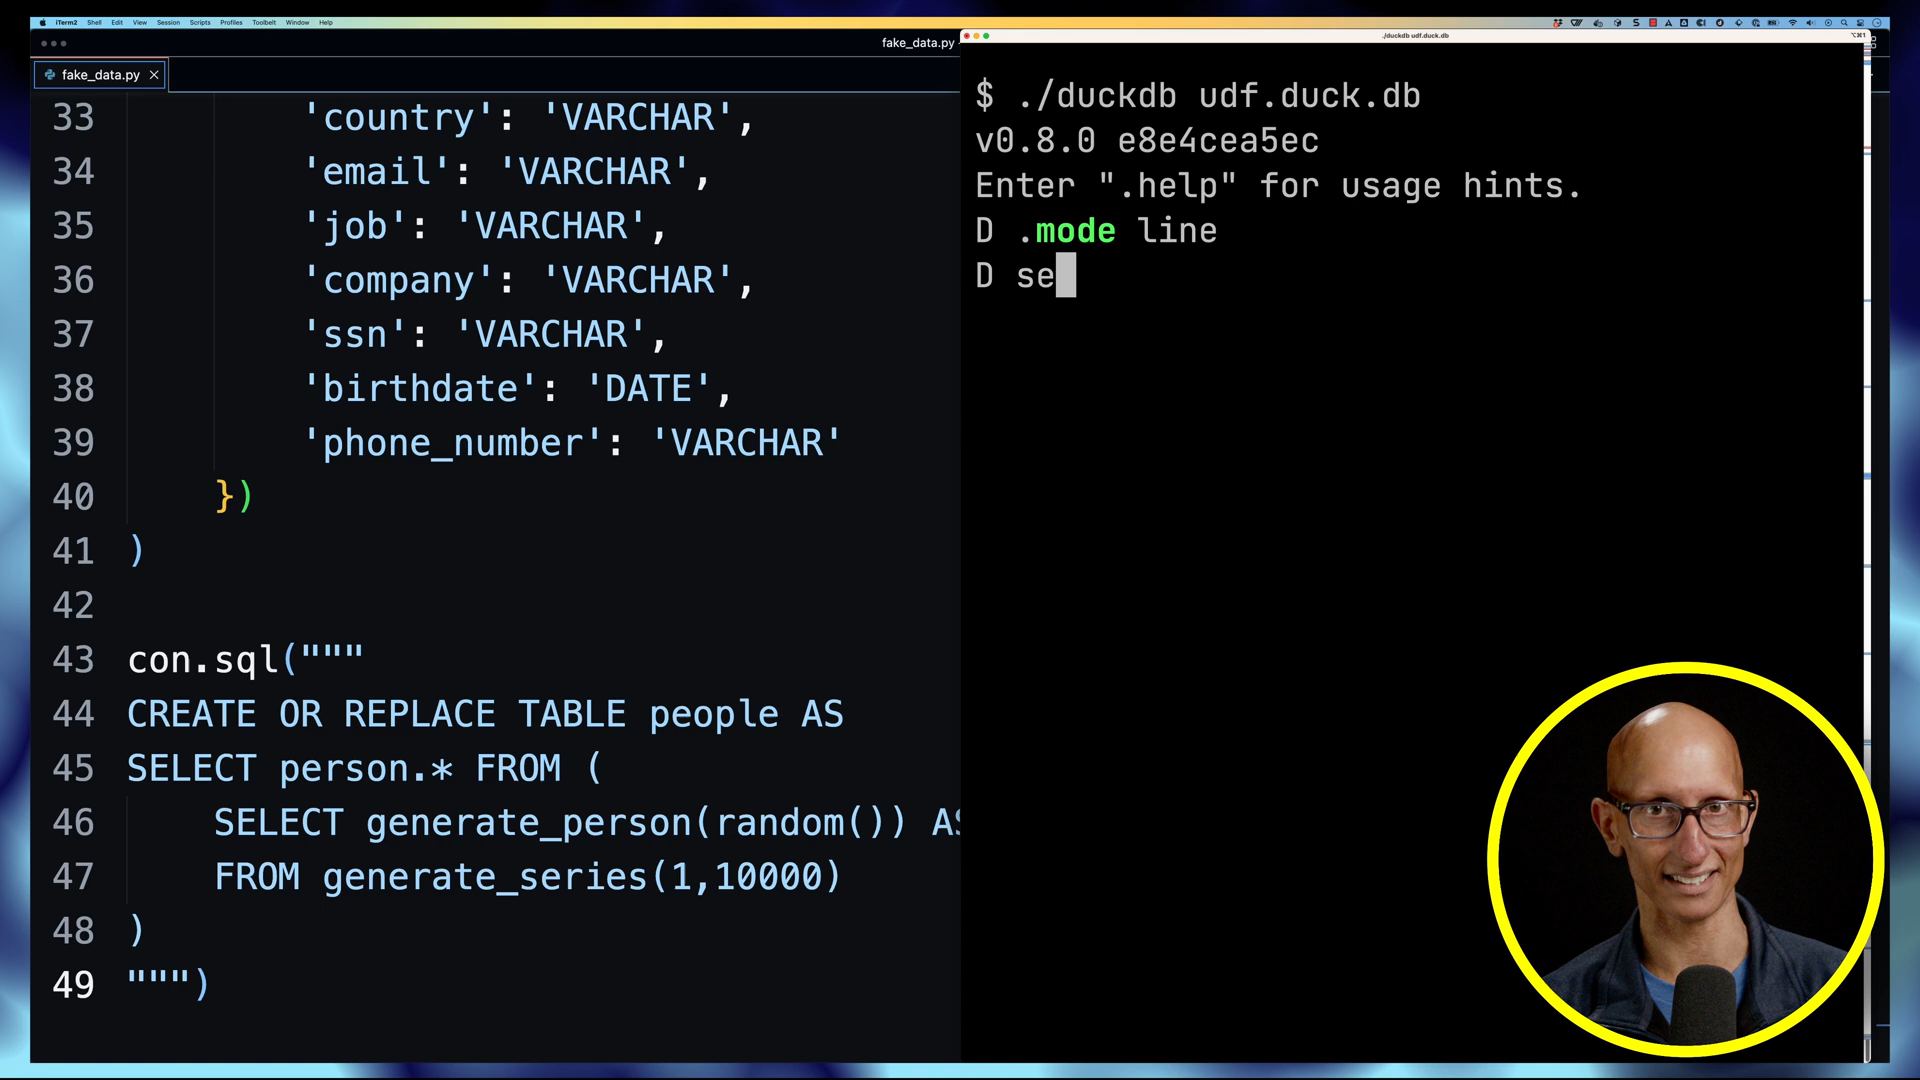 iTerm2 Shell Edit View Session Scripts Profiles Toolbelt Window Help
fake_data.py
./duckdb udf.duck.db
⌥⌘1
fake_data.py
33 'country': 'VARCHAR',
34 'email': 'VARCHAR',
35 'job': 'VARCHAR',
36 'company': 'VARCHAR',
37 'ssn': 'VARCHAR',
38 'birthdate': 'DATE',
39 'phone_number': 'VARCHAR'
40 })
41 )
42
43 con.sql("""
44 CREATE OR REPLACE TABLE people AS
45 SELECT person.* FROM (
46 SELECT generate_person(random()) AS
47 FROM generate_series(1,10000)
48 )
49 """)
$ ./duckdb udf.duck.db
v0.8.0 e8e4cea5ec
Enter ".help" for usage hints.
D .mode line
D se